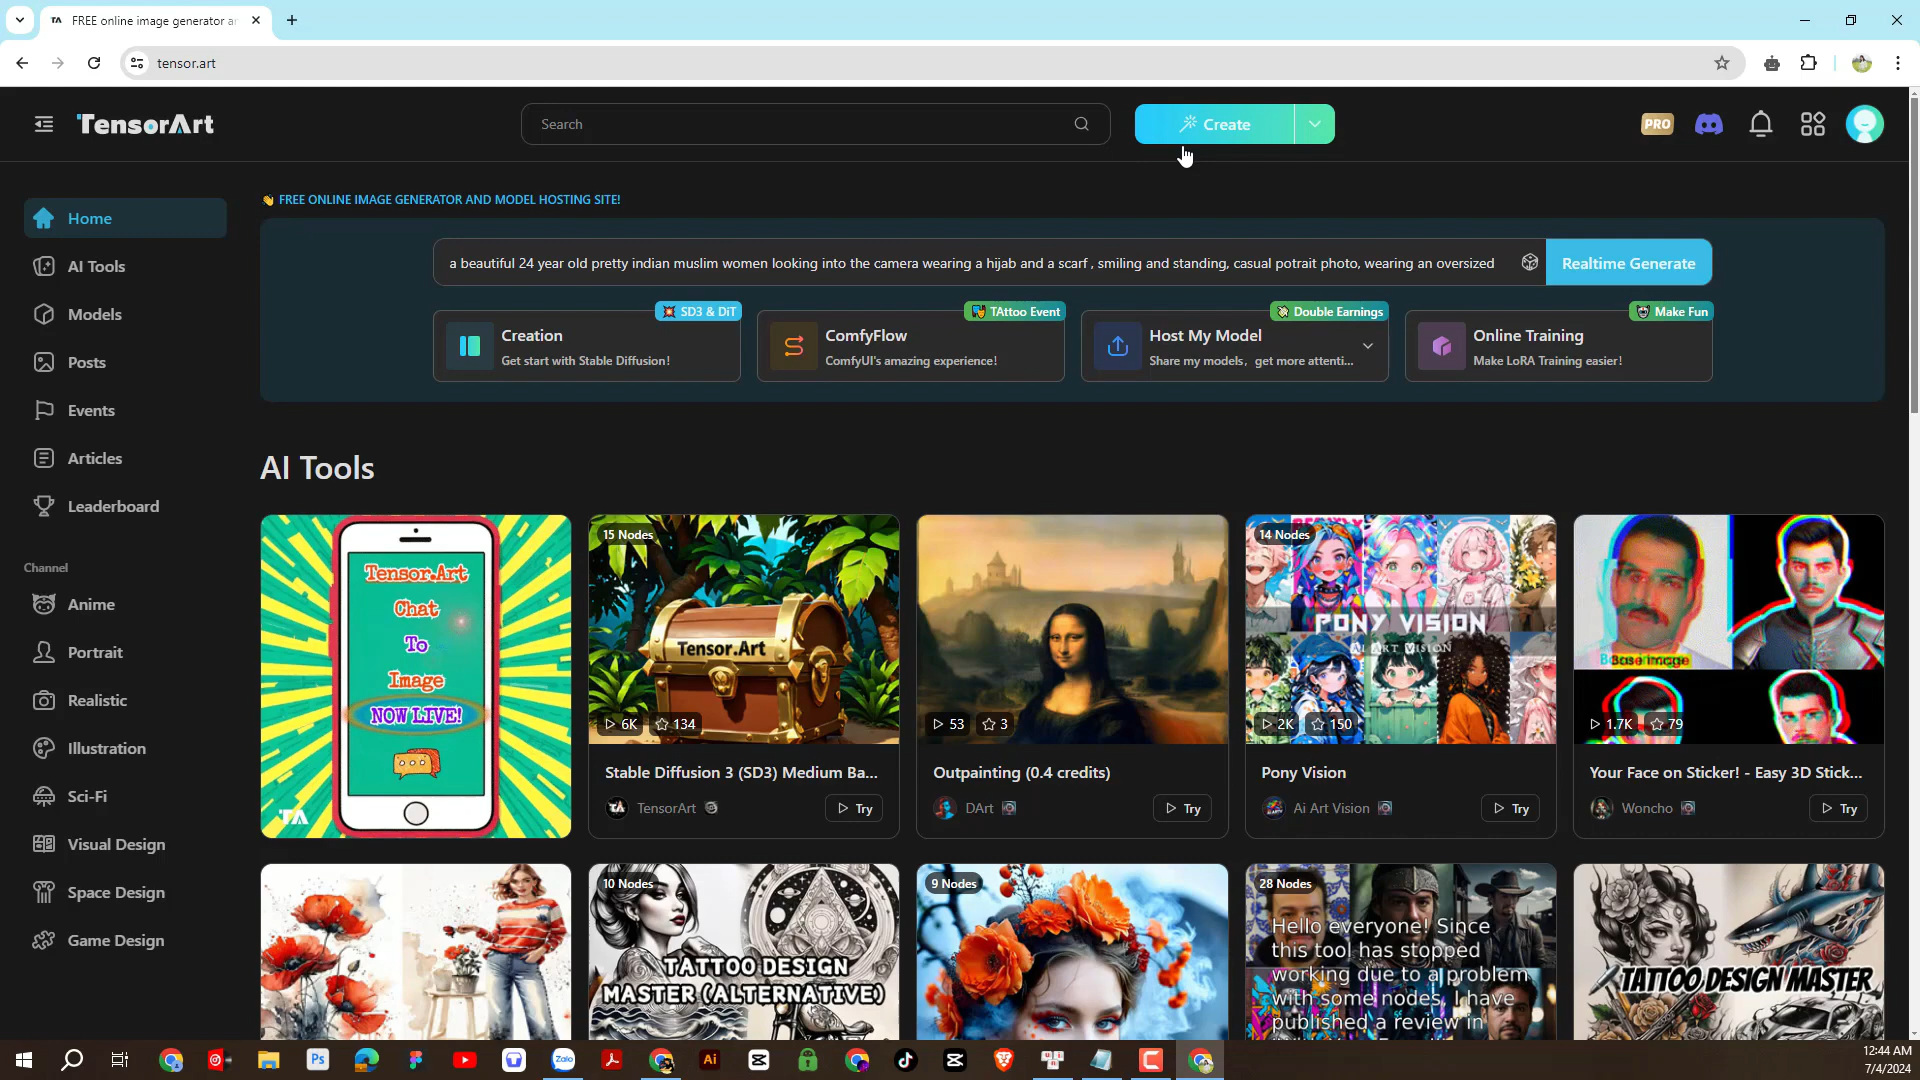 FREE online image generator a
tensor.art
TensorArt
Search
Create
PRO
Home
AI Tools
Models
Posts
Events
Articles
Leaderboard
Channel
Anime
Portrait
Realistic
Illustration
Sci-Fi
Visual Design
Space Design
Game Design
👋 FREE ONLINE IMAGE GENERATOR AND MODEL HOSTING SITE!
a beautiful 24 year old pretty indian muslim women looking into the camera wearing a hijab and a scarf , smiling and standing, casual potrait photo, wearing an oversized
Realtime Generate
SD3 & DiT
Creation
Get start with Stable Diffusion!
TAttoo Event
ComfyFlow
ComfyUI's amazing experience!
Double Earnings
Host My Model
Share my models，get more attenti...
Make Fun
Online Training
Make LoRA Training easier!
AI Tools
Tensor.Art
Chat
To
Image
NOW LIVE!
TA
15 Nodes
Tensor.Art
6K 134
Stable Diffusion 3 (SD3) Medium Ba...
TensorArt
Try
53 3
Outpainting (0.4 credits)
DArt
Try
14 Nodes
PONY VISION
AI ART VISION
2K 150
Pony Vision
Ai Art Vision
Try
Base image
1.7K 79
Your Face on Sticker! - Easy 3D Stick...
Woncho
Try
10 Nodes
TATTOO DESIGN
MASTER (ALTERNATIVE)
9 Nodes
28 Nodes
Hello everyone! Since
this tool has stopped
working due to a problem
with some nodes, I have
published a review in
TATTOO DESIGN MASTER
Ps
Zalo
Ai
12:44 AM
7/4/2024